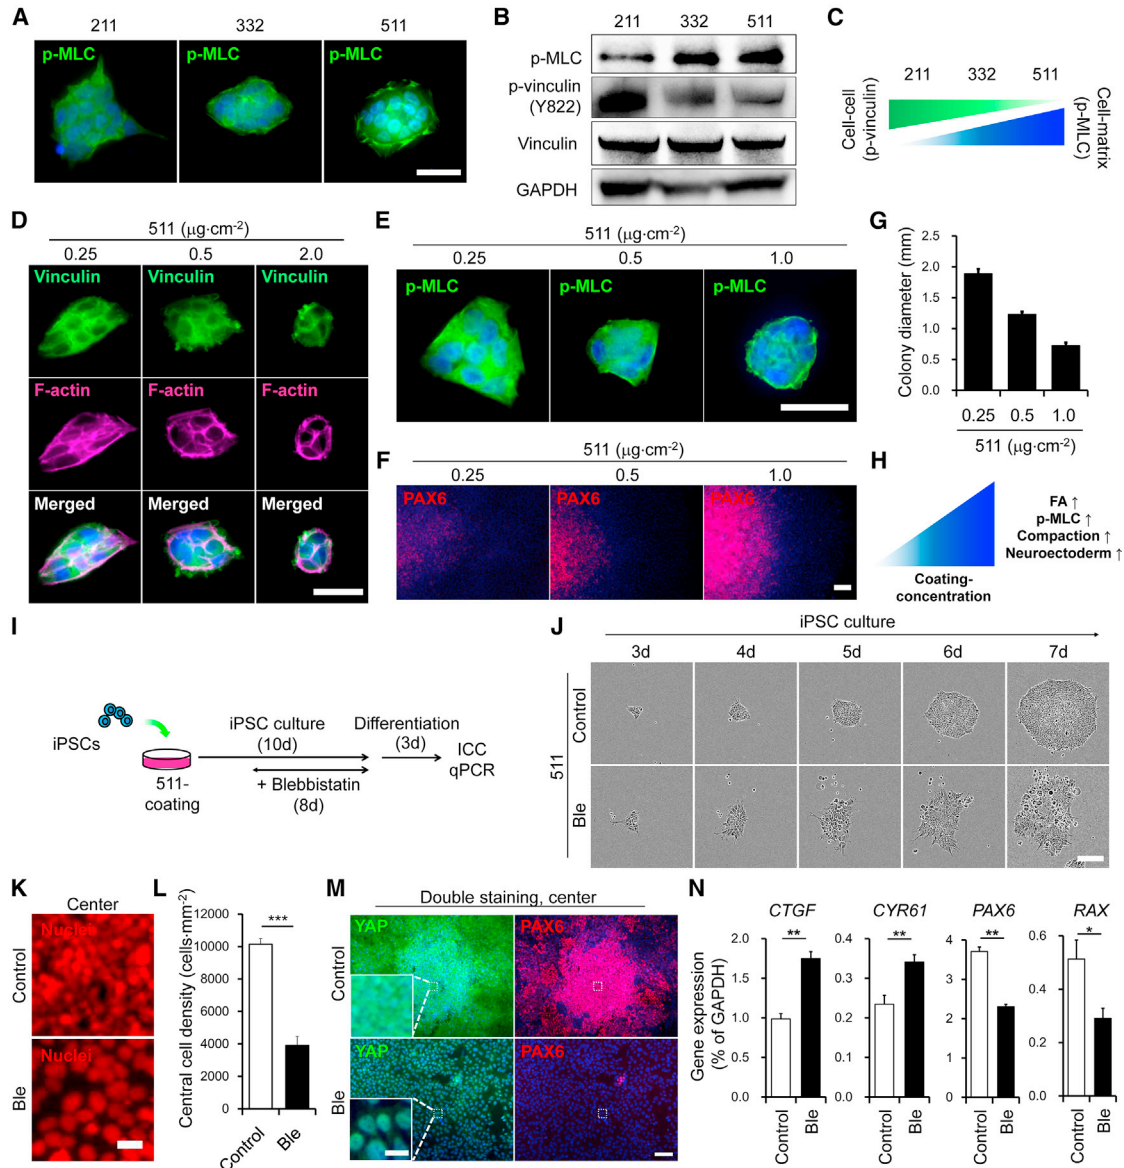 A
211 332 511
p-MLC p-MLC p-MLC
B
211 332 511
p-MLC
p-vinculin
(Y822)
Vinculin
GAPDH
C
211 332 511
Cell-cell
(p-vinculin)
Cell-matrix
(p-MLC)
D
511 (μg·cm-2)
0.25 0.5 2.0
Vinculin Vinculin Vinculin
F-actin F-actin F-actin
Merged Merged Merged
E
511 (μg·cm-2)
0.25 0.5 1.0
p-MLC p-MLC p-MLC
F
511 (μg·cm-2)
0.25 0.5 1.0
PAX6 PAX6 PAX6
G
Colony diameter (mm)
2.5
2.0
1.5
1.0
0.5
0.0
0.25 0.5 1.0
511 (μg·cm-2)
H
FA ↑
p-MLC ↑
Compaction ↑
Neuroectoderm ↑
Coating-
concentration
I
iPSCs
511-
coating
iPSC culture
(10d)
+ Blebbistatin
(8d)
Differentiation
(3d)
ICC
qPCR
J
iPSC culture
3d 4d 5d 6d 7d
511
Control
Ble
K
Center
Control
Nuclei
Ble
Nuclei
L
Central cell density (cells·mm-2)
12000
10000
8000
6000
4000
2000
0
***
Control Ble
M
Double staining, center
Control
YAP PAX6
Ble
YAP PAX6
N
Gene expression
(% of GAPDH)
CTGF CYR61 PAX6 RAX
** ** ** *
2.0
1.5
1.0
0.5
0.0
0.4
0.3
0.2
0.1
0
5
4
3
2
1
0
0.6
0.4
0.2
0
Control Ble Control Ble Control Ble Control Ble